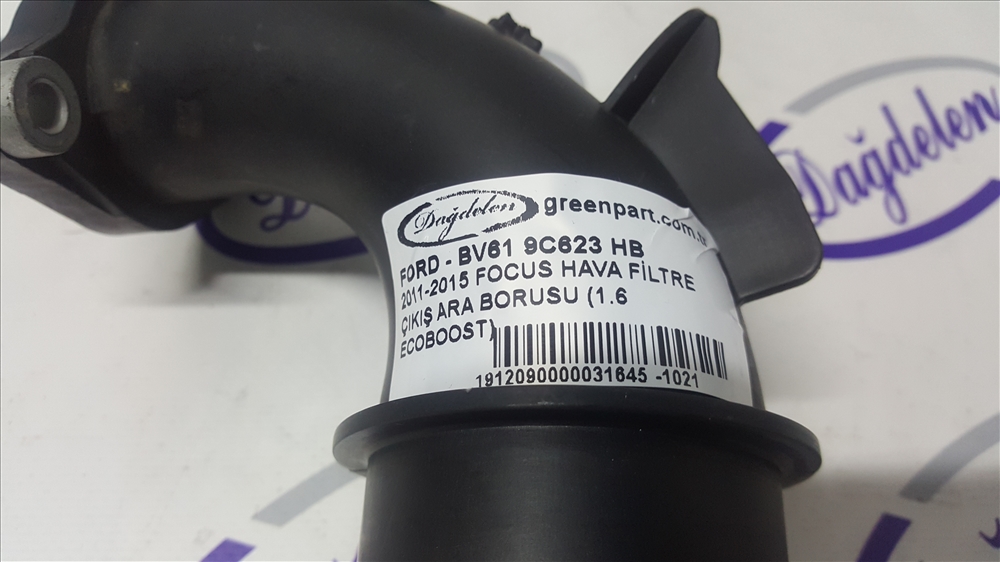 Dağdelen
Dağdelen
greenpart.com.tr
FORD - BV61 9C623 HB
2011-2015 FOCUS HAVA FİLTRE
ÇIKIŞ ARA BORUSU (1.6
ECOBOOST)
1912090000031645 -1021